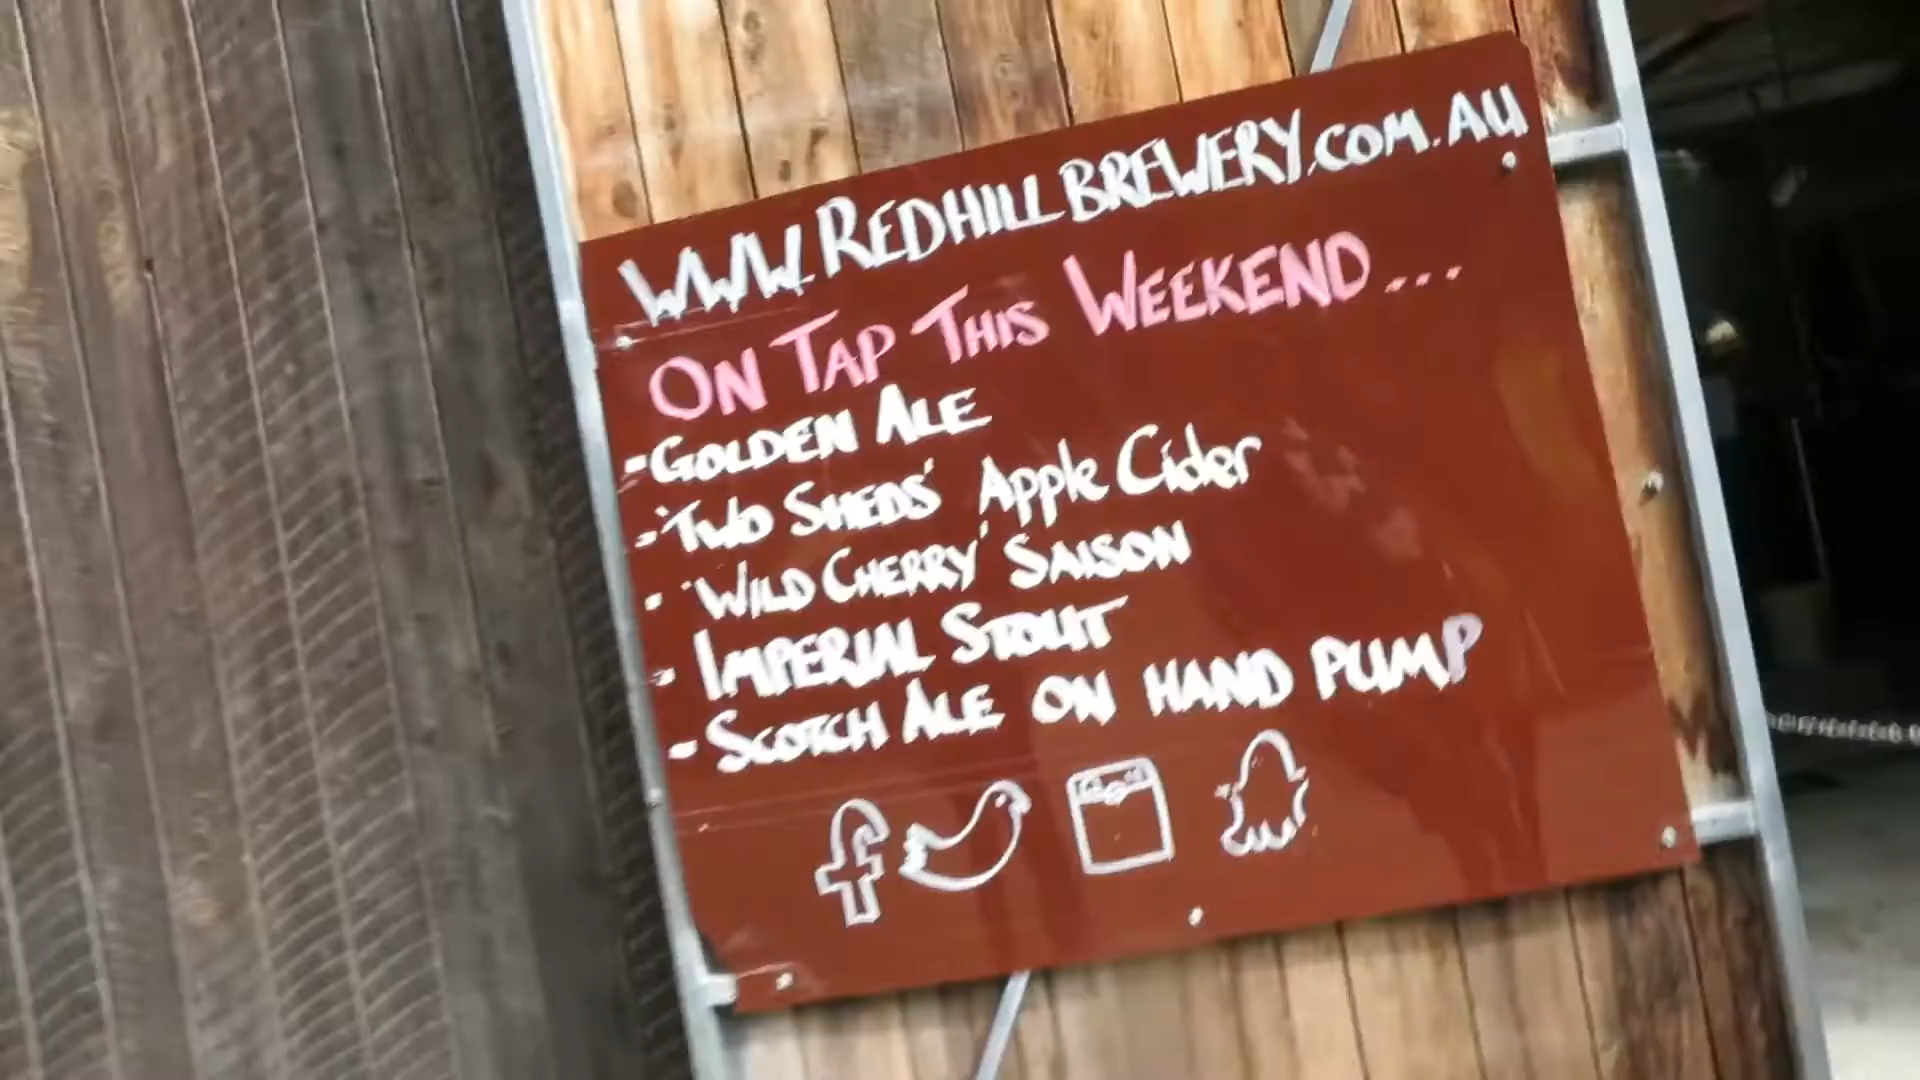 WWW.REDHILLBREWERY.COM.AU
ON TAP THIS WEEKEND...
- GOLDEN ALE
- 'TWO SHEDS' Apple Cider
- 'WILD CHERRY' SAISON
- IMPERIAL STOUT
- SCOTCH ALE ON HAND PUMP